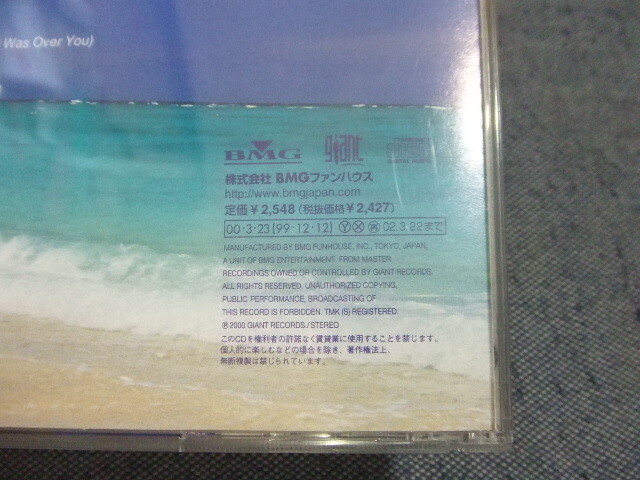 Was Over You)
BMG giant
株式会社 BMGファンハウス
http://www.bmgjapan.com
定価￥2,548 (税抜価格￥2,427)
00・3・23 (99・12・12) Ⓨ Ⓧ 02.3.22まで
MANUFACTURED BY BMG FUNHOUSE, INC., TOKYO, JAPAN,
A UNIT OF BMG ENTERTAINMENT, FROM MASTER
RECORDINGS OWNED OR CONTROLLED BY GIANT RECORDS.
ALL RIGHTS RESERVED. UNAUTHORIZED COPYING,
PUBLIC PERFORMANCE, BROADCASTING OF
THIS RECORD IS FORBIDDEN. TMK (S) REGISTERED.
℗ 2000 GIANT RECORDS / STEREO
このCDを権利者の許諾なく賃貸業に使用することを禁じます。
個人的に楽しむなどの場合を除き、著作権法上、
無断複製は禁じられています。